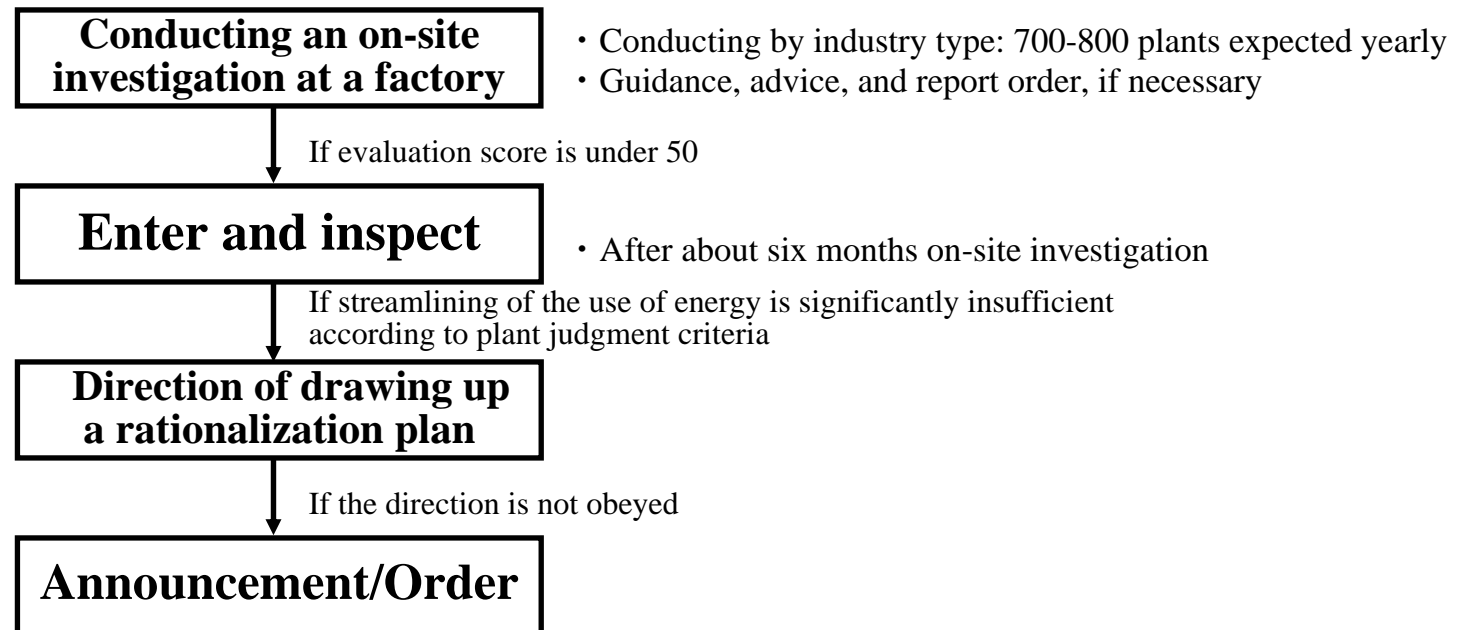 Conducting an on-site
investigation at a factory
・Conducting by industry type: 700-800 plants expected yearly
・Guidance, advice, and report order, if necessary
If evaluation score is under 50
Enter and inspect
・After about six months on-site investigation
If streamlining of the use of energy is significantly insufficient
according to plant judgment criteria
Direction of drawing up
a rationalization plan
If the direction is not obeyed
Announcement/Order